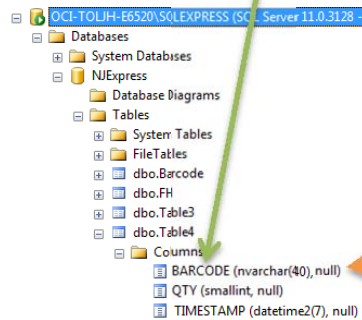 OCI-TOLJH-E6520\SQLEXPRESS (SQL Server 11.0.3128 -
Databases
System Databases
NJExpress
Database Diagrams
Tables
System Tables
FileTables
dbo.Barcode
dbo.FH
dbo.Table3
dbo.Table4
Columns
BARCODE (nvarchar(40), null)
QTY (smallint, null)
TIMESTAMP (datetime2(7), null)